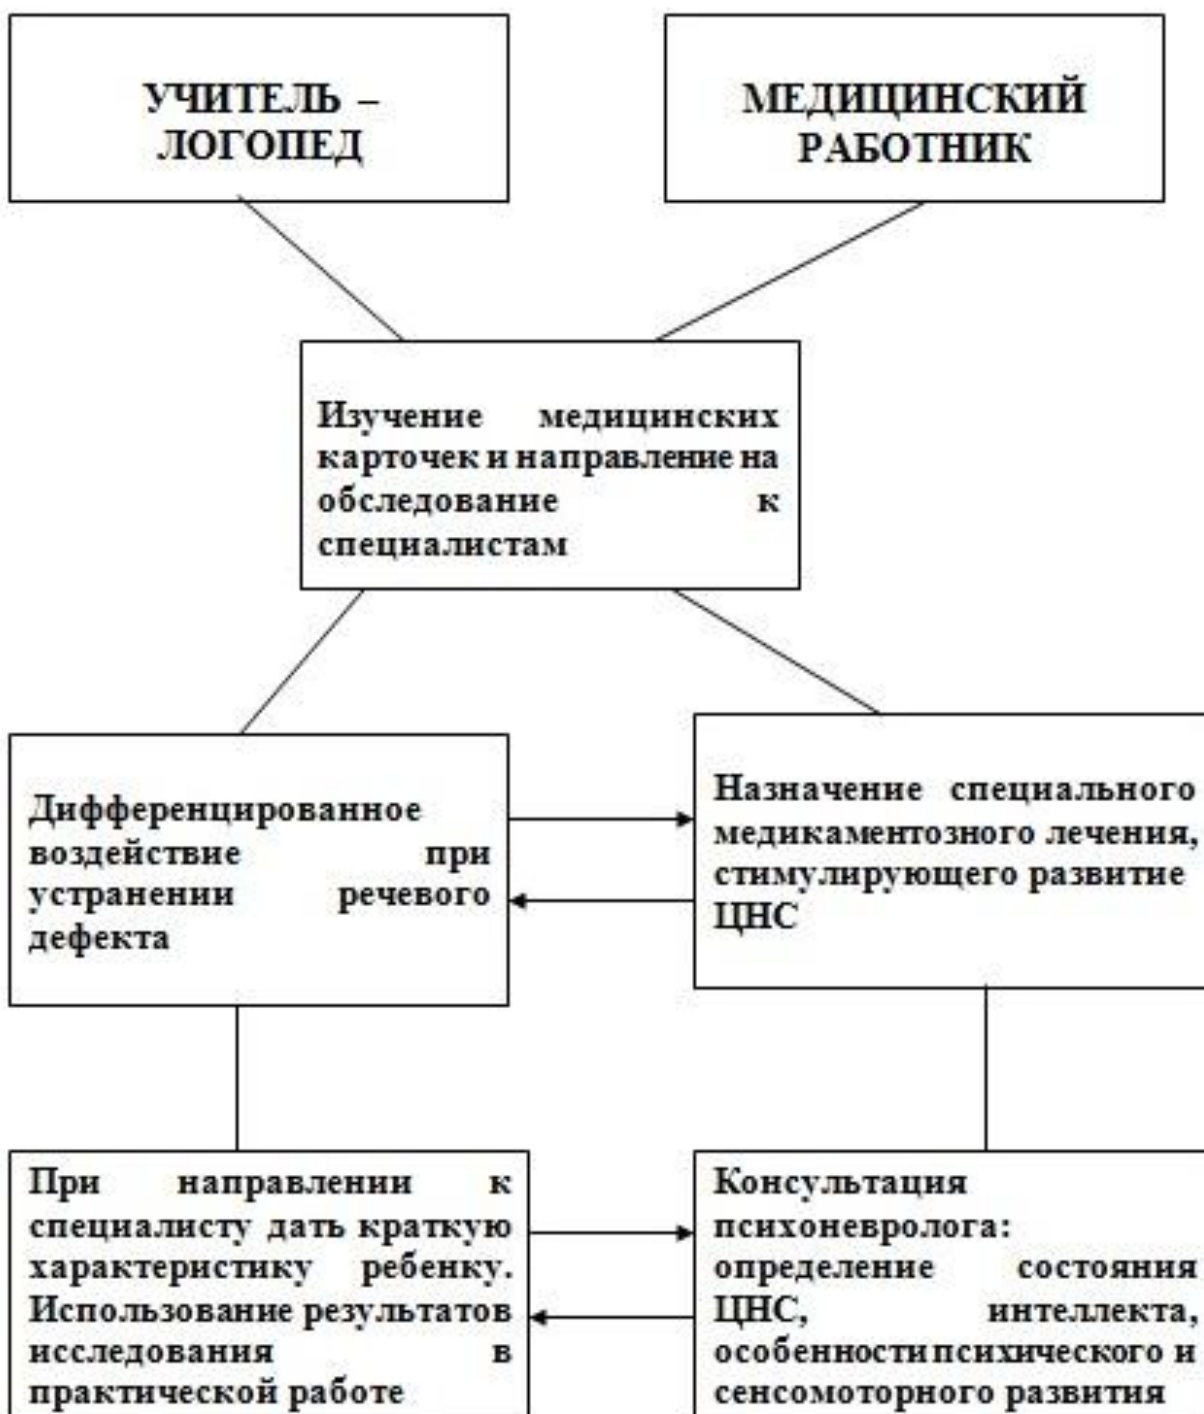 УЧИТЕЛЬ –
ЛОГОПЕД
МЕДИЦИНСКИЙ
РАБОТНИК
Изучение медицинских
карточек и направление на
обследование к
специалистам
Дифференцированное
воздействие при
устранении речевого
дефекта
Назначение специального
медикаментозного лечения,
стимулирующего развитие
ЦНС
При направлении к
специалисту дать краткую
характеристику ребенку.
Использование результатов
исследования в
практической работе
Консультация
психоневролога:
определение состояния
ЦНС, интеллекта,
особенности психического и
сенсомоторного развития